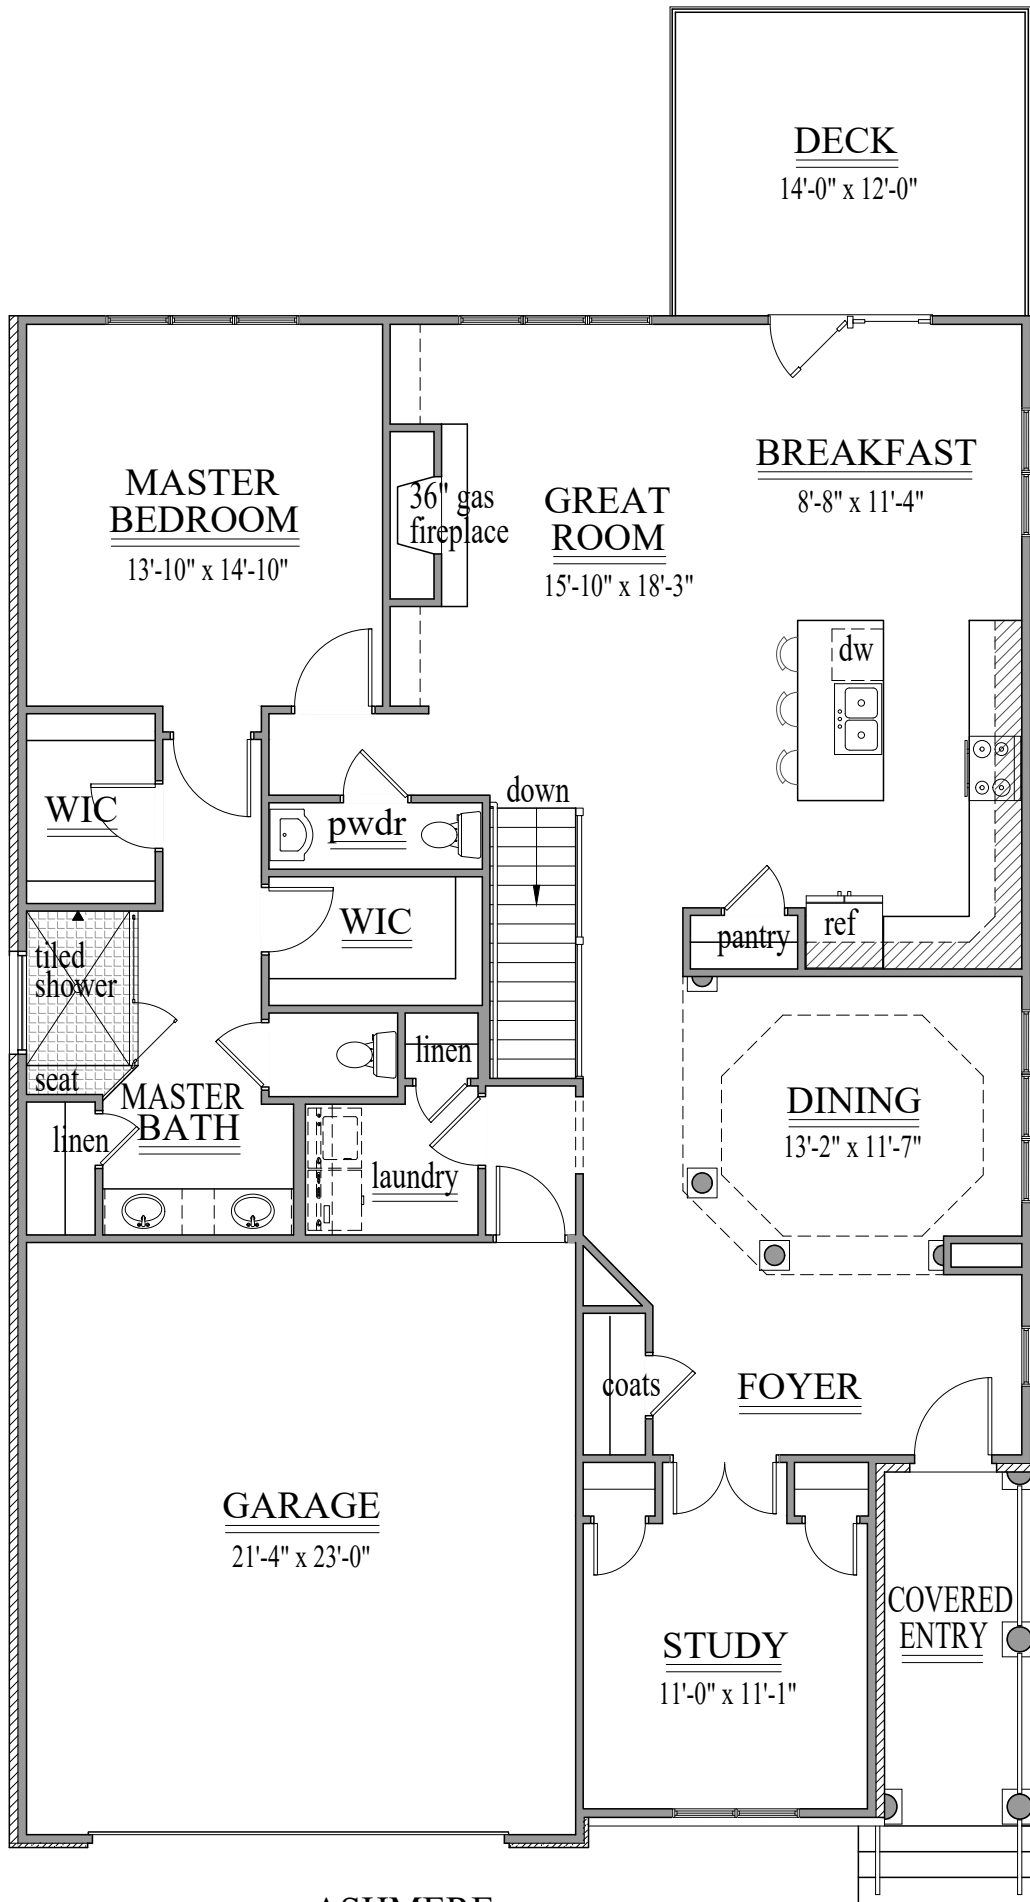 DECK
14'-0" x 12'-0"
MASTER
BEDROOM
13'-10" x 14'-10"
36" gas
fireplace
GREAT
ROOM
15'-10" x 18'-3"
BREAKFAST
8'-8" x 11'-4"
dw
WIC
pwdr
down
WIC
pantry
ref
tiled
shower
seat
linen
MASTER
BATH
linen
laundry
DINING
13'-2" x 11'-7"
coats
FOYER
GARAGE
21'-4" x 23'-0"
STUDY
11'-0" x 11'-1"
COVERED
ENTRY
ASHMERE